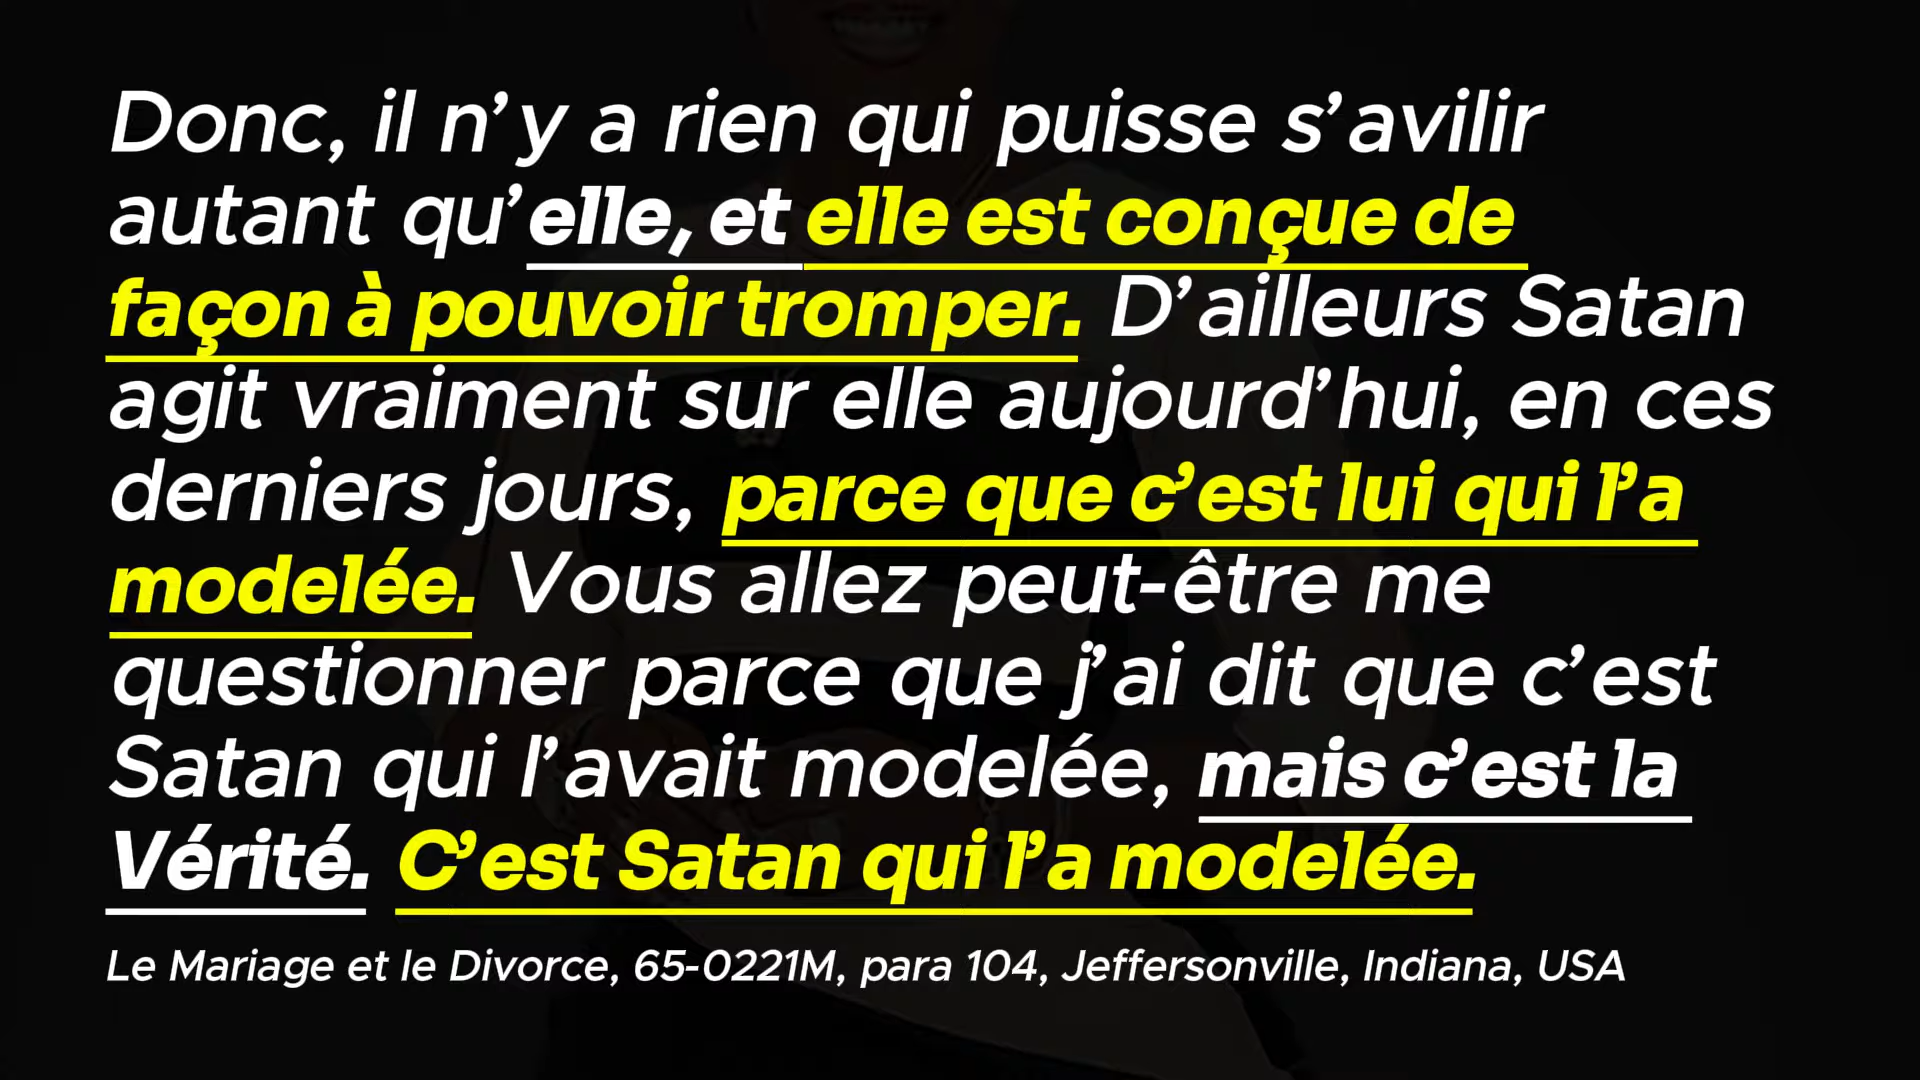 Donc, il n’y a rien qui puisse s’avilir
autant qu’elle, et elle est conçue de
façon à pouvoir tromper. D’ailleurs Satan
agit vraiment sur elle aujourd’hui, en ces
derniers jours, parce que c’est lui qui l’a
modelée. Vous allez peut-être me
questionner parce que j’ai dit que c’est
Satan qui l’avait modelée, mais c’est la
Vérité. C’est Satan qui l’a modelée.
Le Mariage et le Divorce, 65-0221M, para 104, Jeffersonville, Indiana, USA